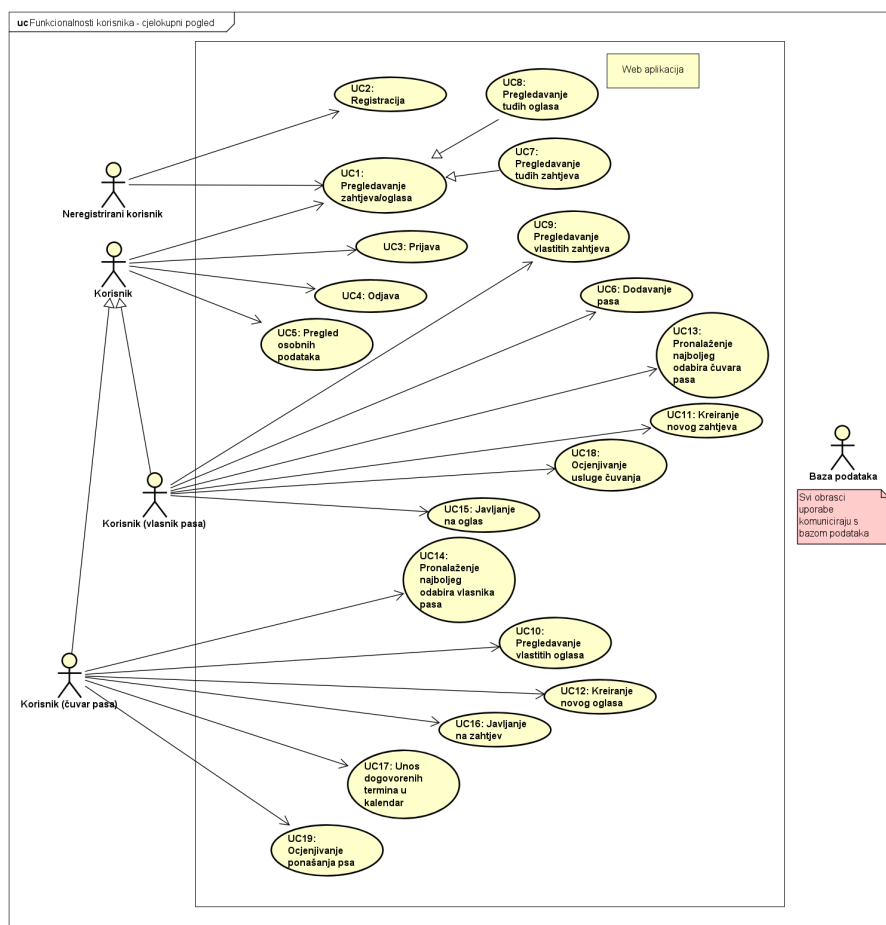 uc Funkcionalnosti korisnika - cjelokupni pogled
Web aplikacija
UC2:
Registracija
UC8:
Pregledavanje
tuđih oglasa
UC7:
Pregledavanje
tuđih zahtjeva
UC1:
Pregledavanje
zahtjeva/oglasa
Neregistrirani korisnik
UC9:
Pregledavanje
vlastitih zahtjeva
UC3: Prijava
Korisnik
UC4: Odjava
UC6: Dodavanje
pasa
UC5: Pregled
osobnih
podataka
UC13:
Pronalaženje
najboljeg
odabira čuvara
pasa
UC11: Kreiranje
novog zahtjeva
UC18:
Ocjenjivanje
usluge čuvanja
Baza podataka
Svi obrasci
uporabe
komuniciraju s
bazom podataka
Korisnik (vlasnik pasa)
UC15: Javljanje
na oglas
UC14:
Pronalaženje
najboljeg
odabira vlasnika
pasa
UC10:
Pregledavanje
vlastitih oglasa
Korisnik (čuvar pasa)
UC12: Kreiranje
novog oglasa
UC16: Javljanje
na zahtjev
UC17: Unos
dogovorenih
termina u
kalendar
UC19:
Ocjenjivanje
ponašanja psa